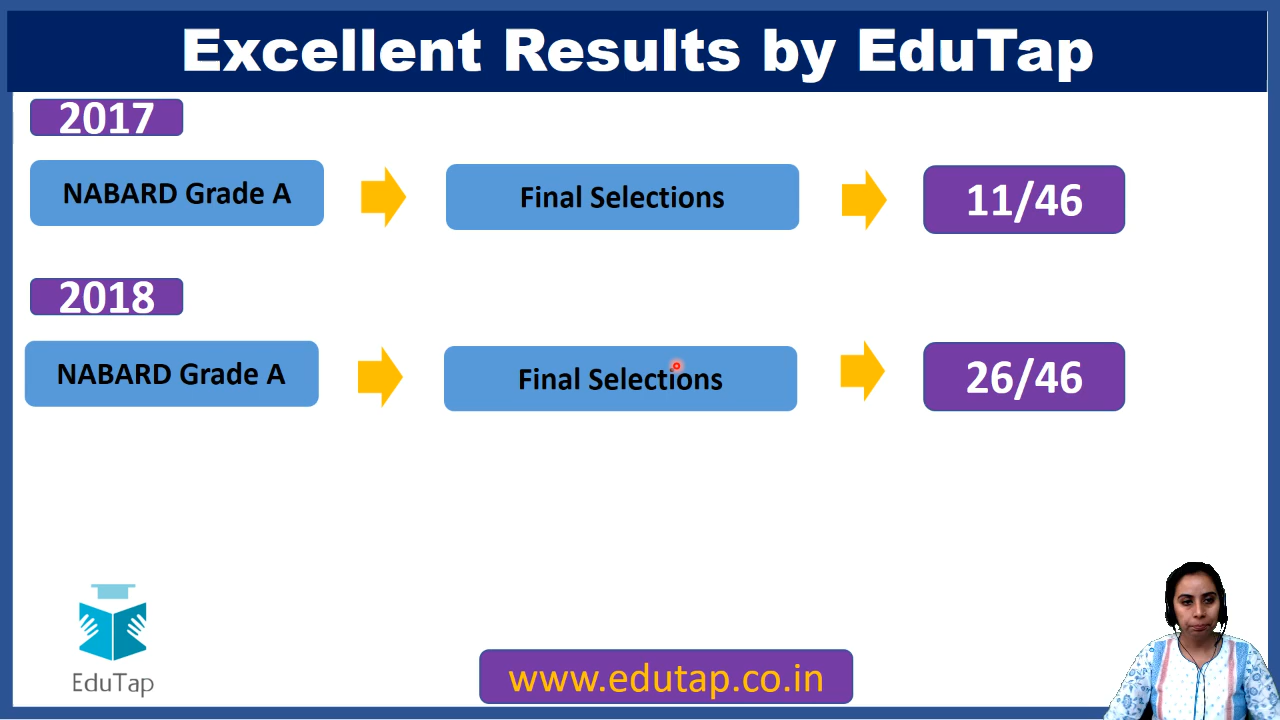 Excellent Results by EduTap
2017
NABARD Grade A
Final Selections
11/46
2018
NABARD Grade A
Final Selections
26/46
EduTap
www.edutap.co.in